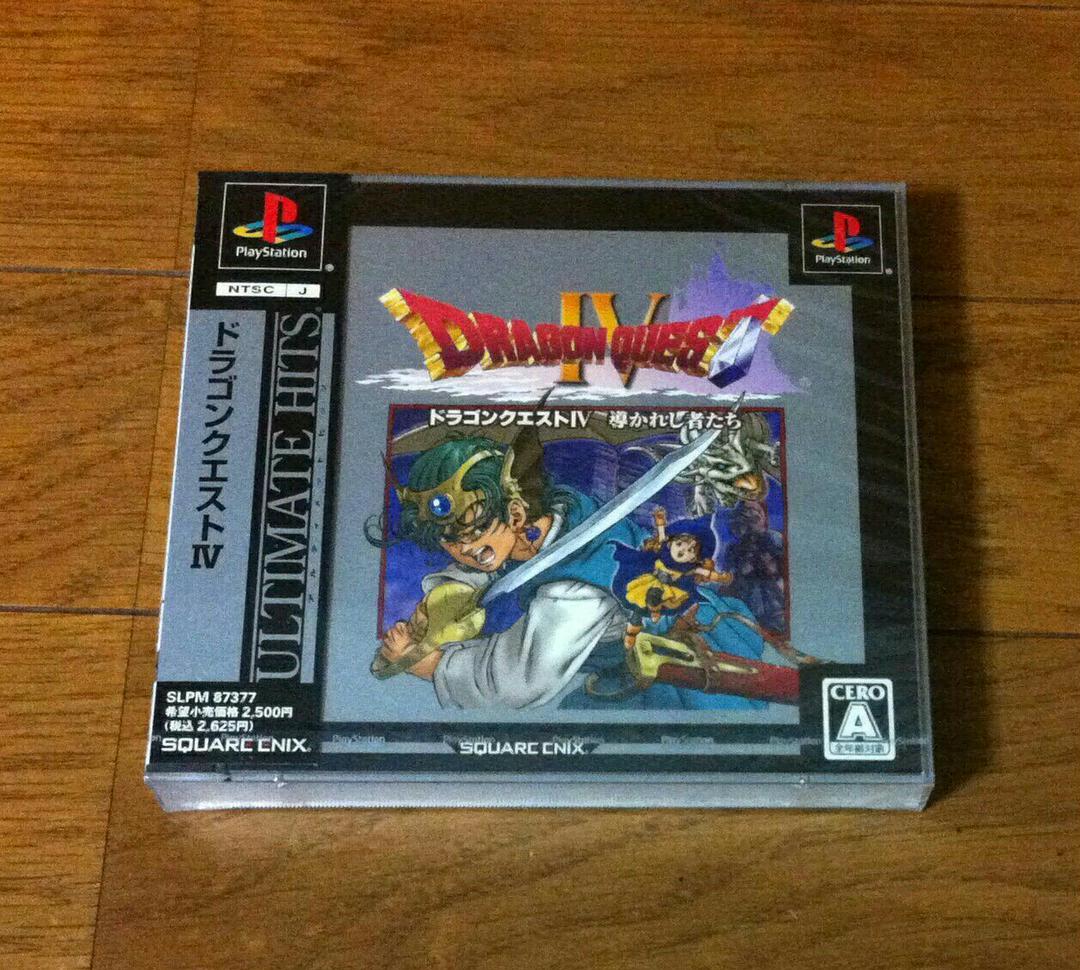 PlayStation
NTSC J
ドラゴンクエストIV
ULTIMATE HITS
SLPM 87377
希望小売価格 2,500円
(税込 2,625円)
SQUARE ENIX
PlayStation
DRAGON QUEST
IV
ドラゴンクエストIV 導かれし者たち
SQUARE ENIX
CERO
A
全年齢対象
PlayStation
PlayStation
PlayStation